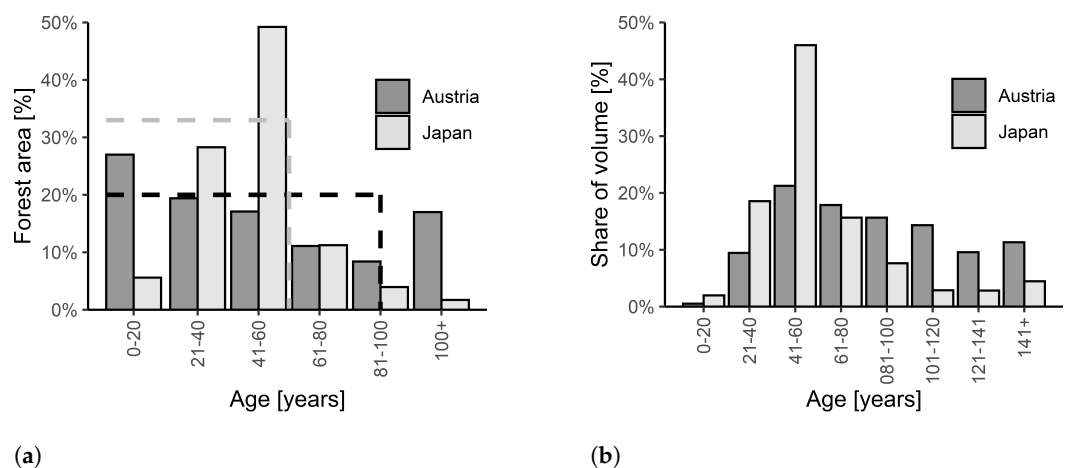 50%
40%
30%
20%
10%
0%
Forest area [%]
Austria
Japan
0-20
21-40
41-60
61-80
81-100
100+
Age [years]
(a)
50%
40%
30%
20%
10%
0%
Share of volume [%]
Austria
Japan
0-20
21-40
41-60
61-80
081-100
101-120
121-141
141+
Age [years]
(b)